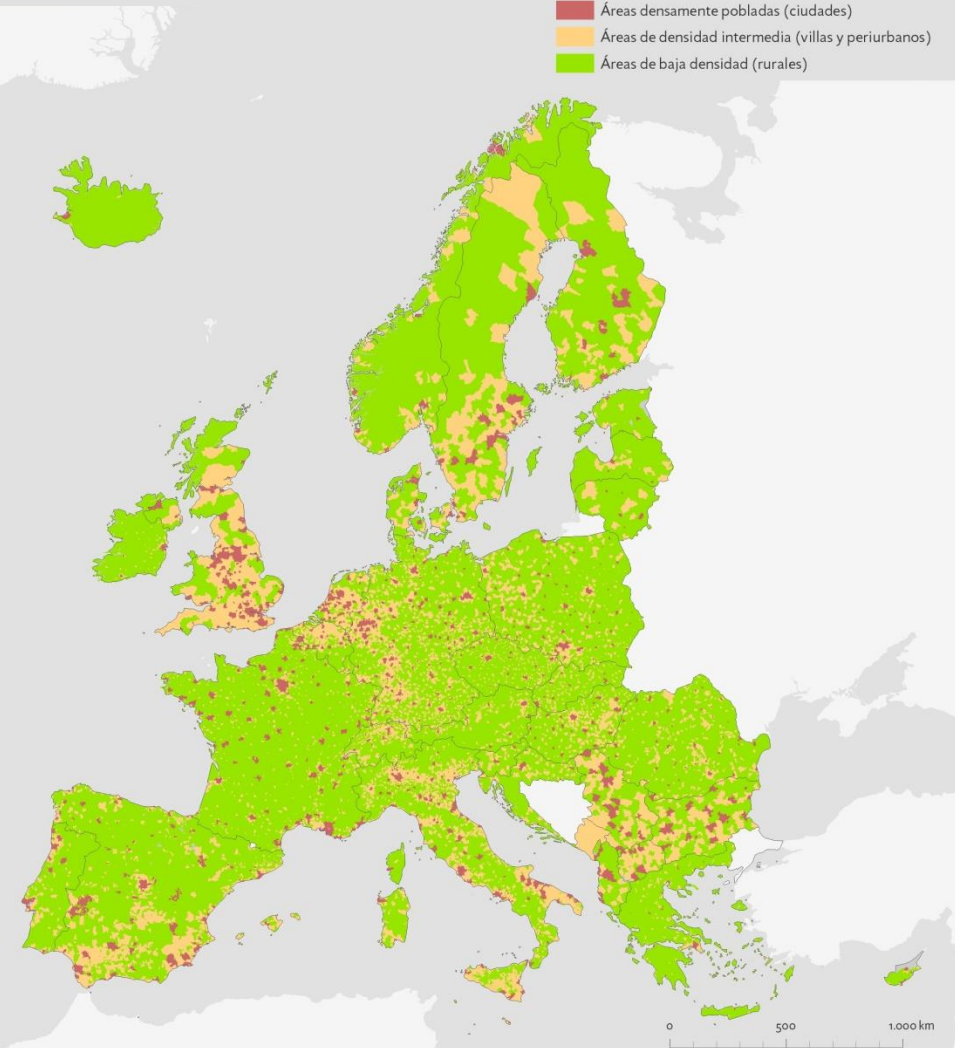 Áreas densamente pobladas (ciudades)
Áreas de densidad intermedia (villas y periurbanos)
Áreas de baja densidad (rurales)
0 500 1.000 km